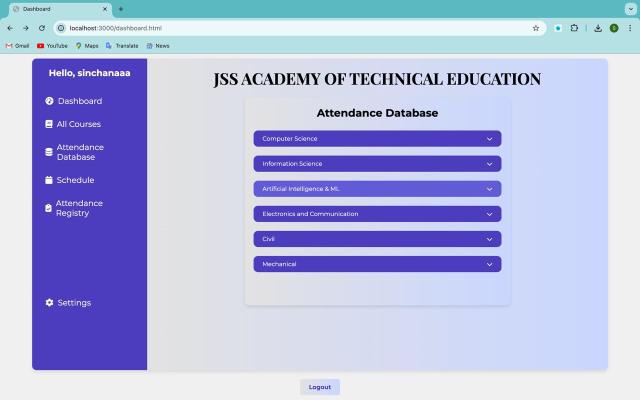 Dashboard
localhost:3000/dashboard.html
Gmail YouTube Maps Translate News
Hello, sinchanaaa
Dashboard
All Courses
Attendance
Database
Schedule
Attendance
Registry
Settings
JSS ACADEMY OF TECHNICAL EDUCATION
Attendance Database
Computer Science
Information Science
Artificial Intelligence & ML
Electronics and Communication
Civil
Mechanical
Logout